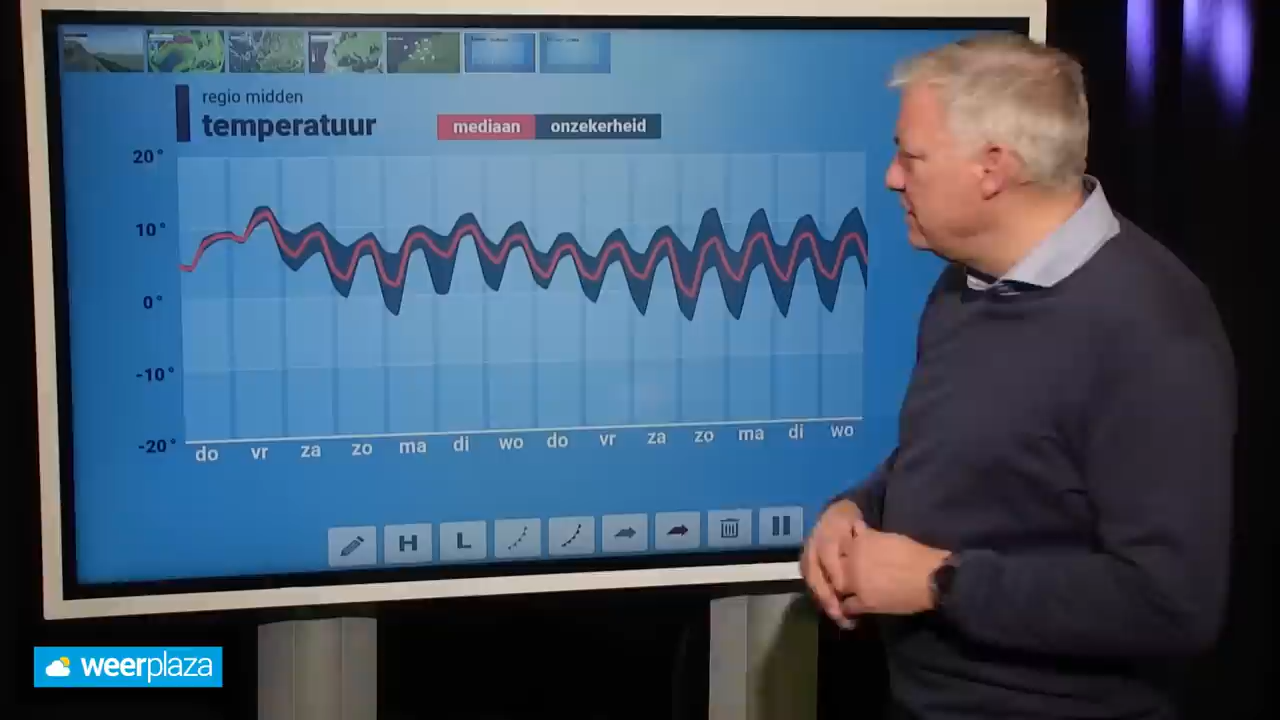 regio midden
temperatuur
mediaan onzekerheid
20°
10°
0°
-10°
-20°
do vr za zo ma di wo do vr za zo ma di wo
H L
weerplaza